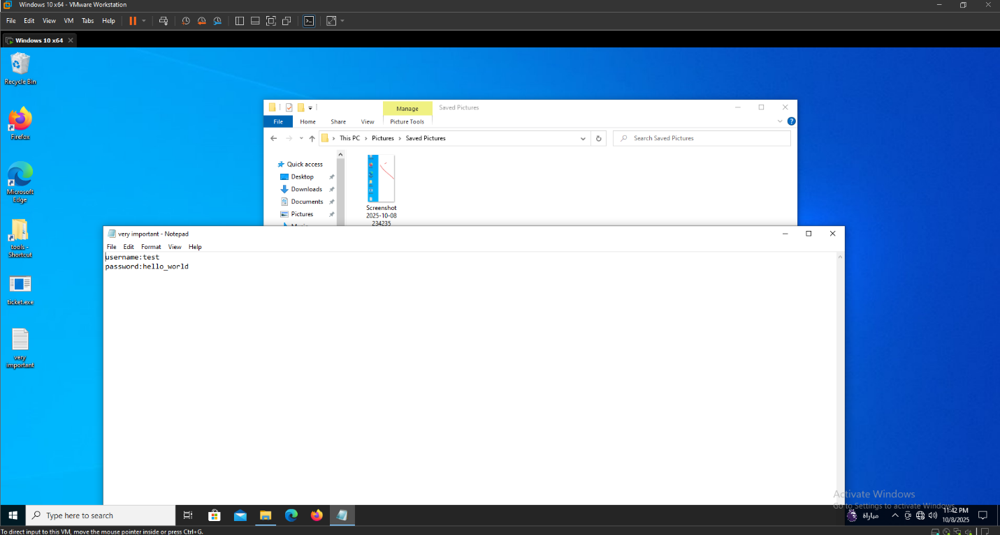 Windows 10 x64 - VMware Workstation
File Edit View VM Tabs Help
Windows 10 x64
Recycle Bin
Firefox
Microsoft
Edge
tools -
Shortcut
ticket.exe
very
important
Manage
Saved Pictures
File Home Share View Picture Tools
This PC > Pictures > Saved Pictures
Search Saved Pictures
Quick access
Desktop
Downloads
Documents
Pictures
Screenshot
2025-10-08
234235
very important - Notepad
File Edit Format View Help
username:test
password:hello_world
Activate Windows
Go to Settings to activate Windows.
Type here to search
مباراة
11:42 PM
10/8/2025
To direct input to this VM, move the mouse pointer inside or press Ctrl+G.